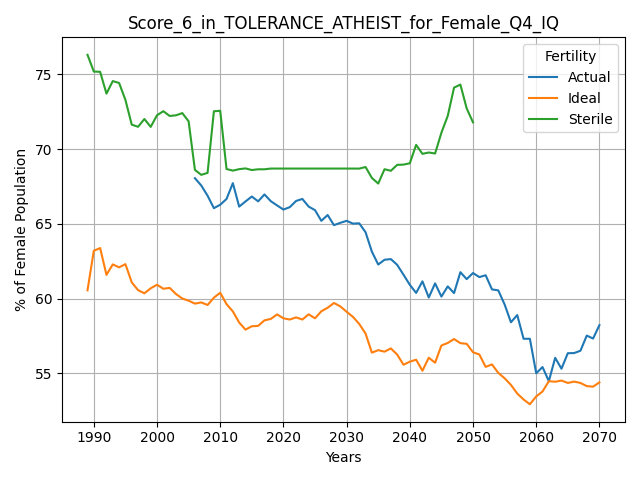 Score_6_in_TOLERANCE_ATHEIST_for_Female_Q4_IQ
Fertility
Actual
Ideal
Sterile
% of Female Population
75
70
65
60
55
1990 2000 2010 2020 2030 2040 2050 2060 2070
Years